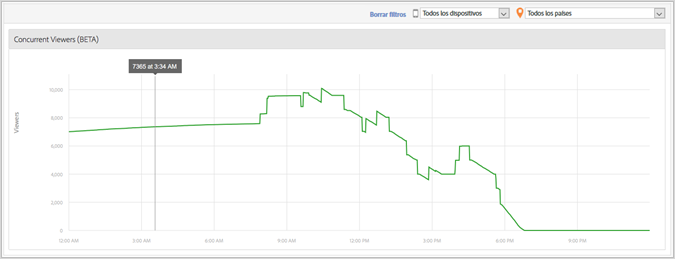 Borrar filtros Todos los dispositivos Todos los países
Concurrent Viewers (BETA)
7365 at 3:34 AM
Viewers
10,000
8,000
6,000
4,000
2,000
0
12:00 AM 3:00 AM 6:00 AM 9:00 AM 12:00 PM 3:00 PM 6:00 PM 9:00 PM